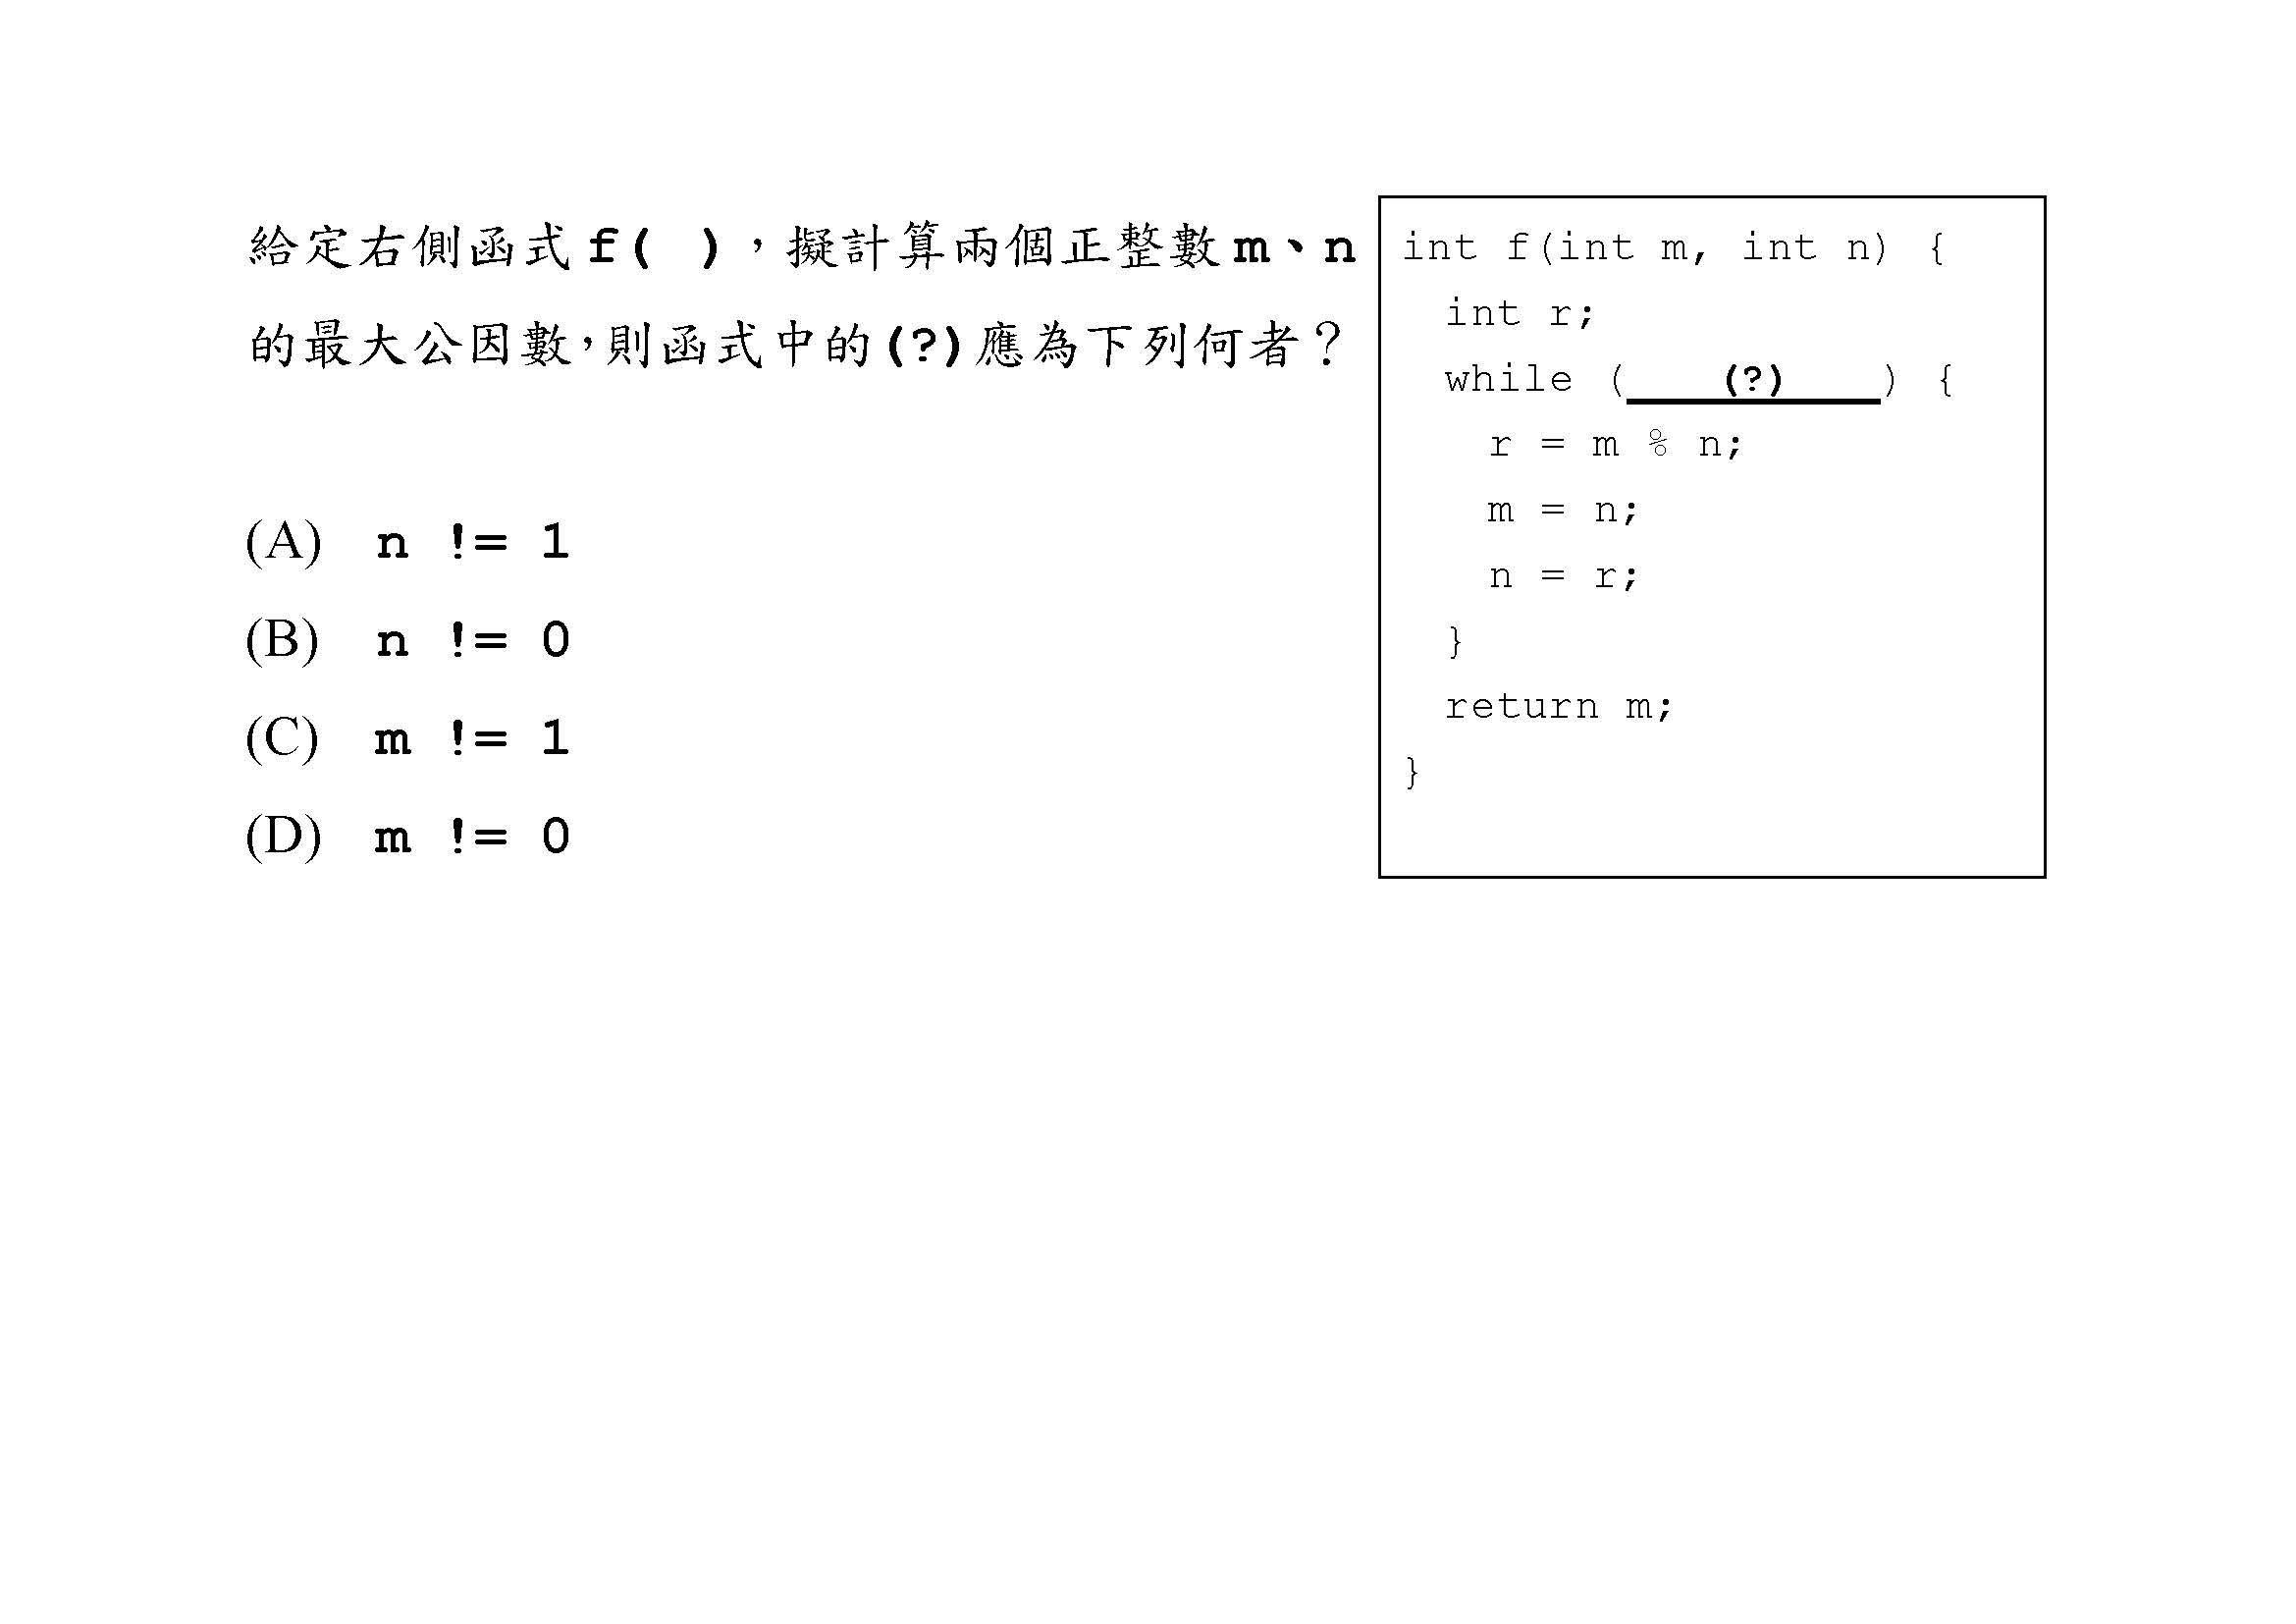 給定右側函式 f( )，擬計算兩個正整數 m、n
的最大公因數，則函式中的(?)應為下列何者？
(A) n != 1
(B) n != 0
(C) m != 1
(D) m != 0
int f(int m, int n) {
int r;
while (    (?)    ) {
r = m % n;
m = n;
n = r;
}
return m;
}